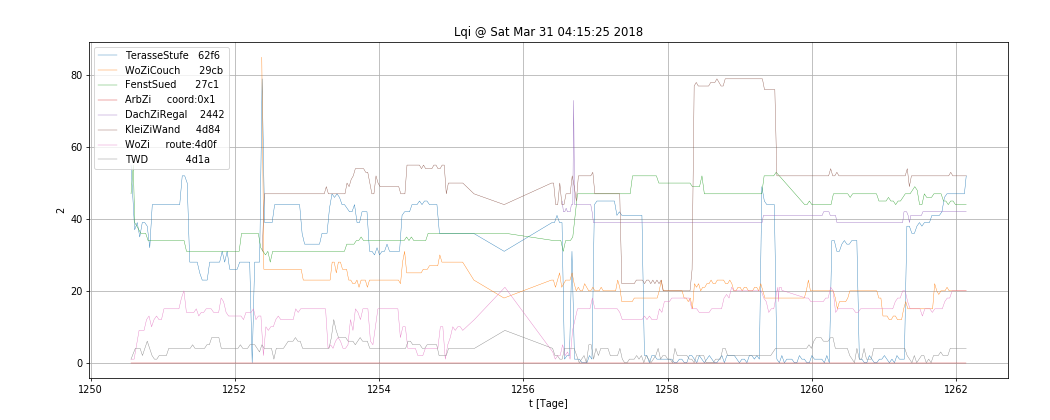 Lqi @ Sat Mar 31 04:15:25 2018
TerasseStufe 62f6
WoZiCouch 29cb
FenstSued 27c1
ArbZi coord:0x1
DachZiRegal 2442
KleiZiWand 4d84
WoZi route:4d0f
TWD 4d1a
80
60
40
20
0
2
1250 1252 1254 1256 1258 1260 1262
t [Tage]